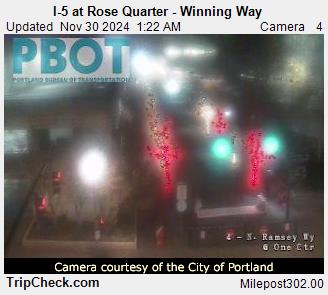 I-5 at Rose Quarter - Winning Way
Updated Nov 30 2024 1:22 AM Camera 4
PBOT
PORTLAND BUREAU OF TRANSPORTATION
4 - N. Ramsey Wy
@ One Ctr
Camera courtesy of the City of Portland
TripCheck.com Milepost302.00